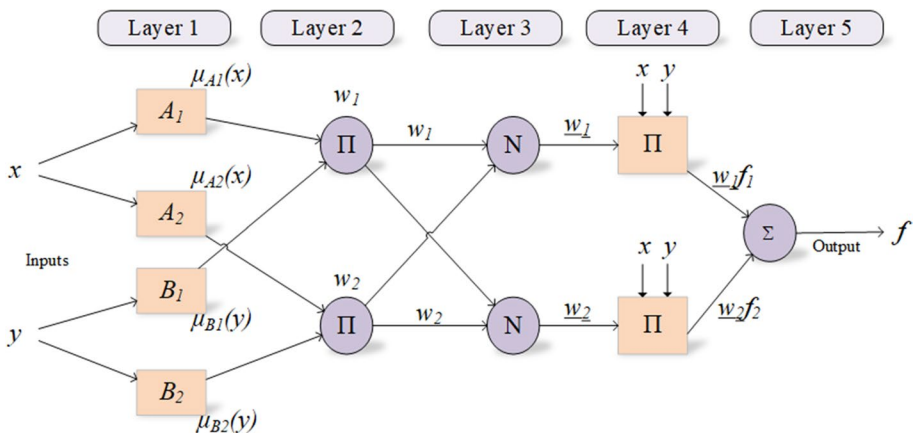 Layer 1 Layer 2 Layer 3 Layer 4 Layer 5
μA1(x)
x y
w1
A1
w1
w1
Π
N
Π
x
μA2(x)
w1f1
A2
Σ
f
Output
Inputs
x y
B1
w2
μB1(y)
w2
w2
Π
N
Π
w2f2
y
B2
μB2(y)